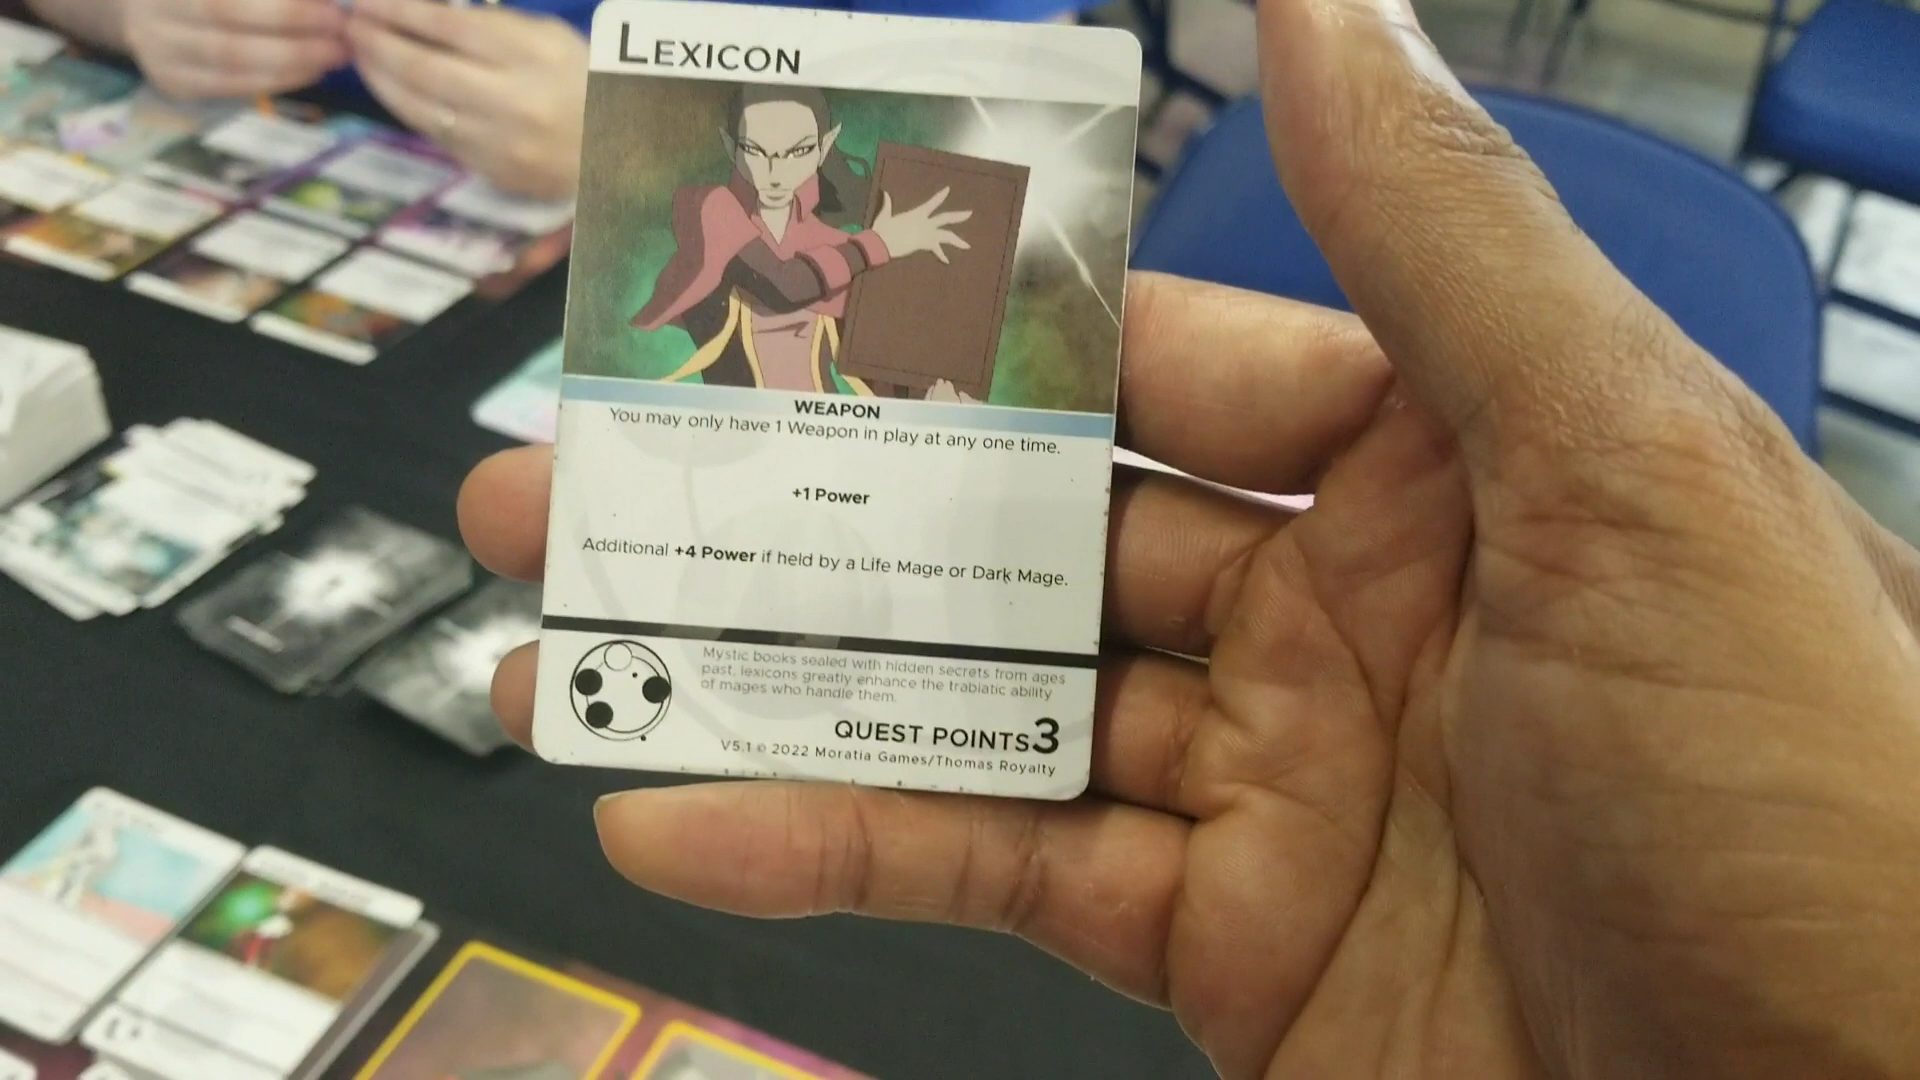 LEXICON
WEAPON
You may only have 1 Weapon in play at any one time.
+1 Power
Additional +4 Power if held by a Life Mage or Dark Mage.
Mystic books sealed with hidden secrets from ages
past, lexicons greatly enhance the trabiatic ability
of mages who handle them.
QUEST POINTS 3
V5.1 © 2022 Moratia Games/Thomas Royalty